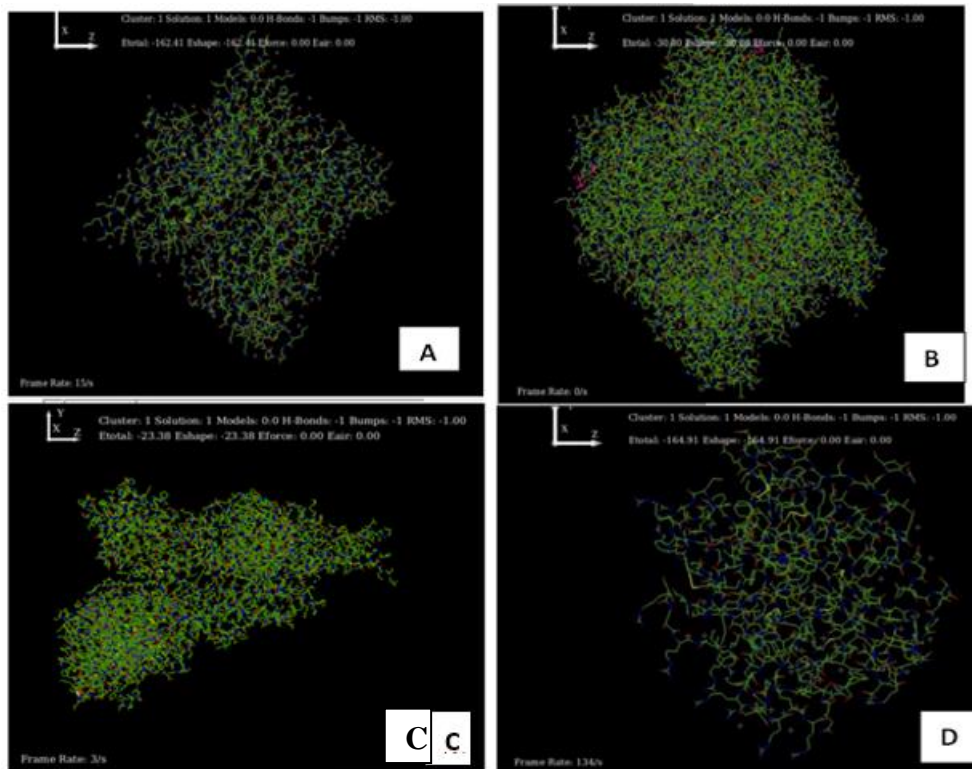 Cluster: 1 Solution: 1 Models: 0:0 H-Bonds: -1 Bumps: -1 RMS: -1.00
X Z
Etotal: -162.41 Eshape: -162.41 Eforce: 0.00 Eair: 0.00
A
Frame Rate: 15/s
Cluster: 1 Solution: 1 Models: 0:0 H-Bonds: -1 Bumps: -1 RMS: -1.00
X Z
Eforce: 0.00 Eair: 0.00
B
Frame Rate: 0/s
Y
Cluster: 1 Solution: 1 Models: 0:0 H-Bonds: -1 Bumps: -1 RMS: -1.00
X Z
Etotal: -23.38 Eshape: -23.38 Eforce: 0.00 Eair: 0.00
C C
Frame Rate: 3/s
Cluster: 1 Solution: 1 Models: 0:0 H-Bonds: -1 Bumps: -1 RMS: -1.00
X Z
Etotal: -164.91 Eshape: -164.91 Eforce: 0.00 Eair: 0.00
D
Frame Rate: 134/s